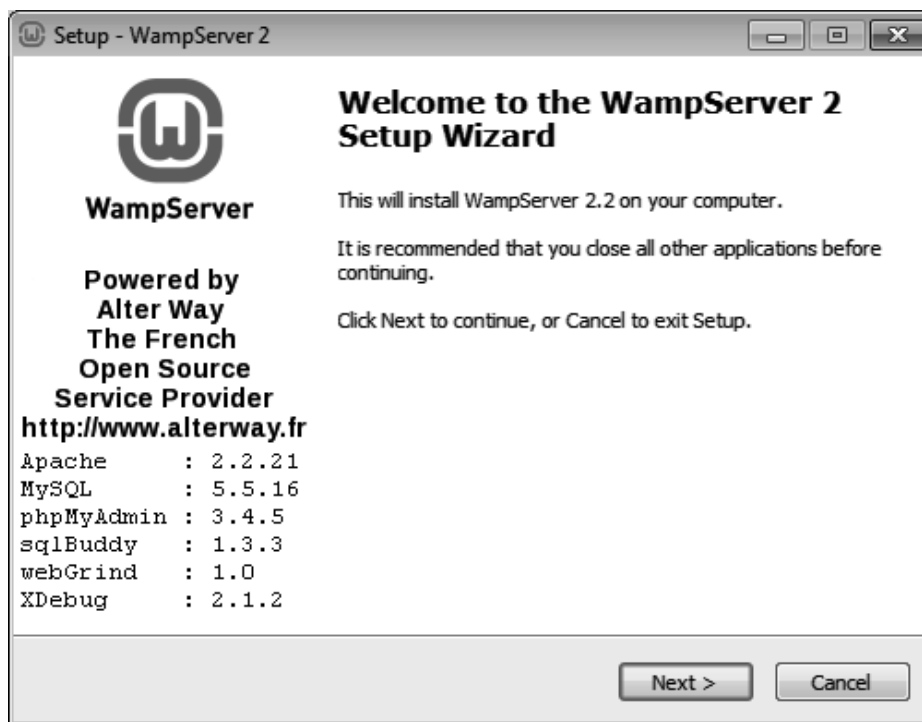 Setup - WampServer 2
WampServer
Powered by
Alter Way
The French
Open Source
Service Provider
http://www.alterway.fr
Apache : 2.2.21
MySQL : 5.5.16
phpMyAdmin : 3.4.5
sqlBuddy : 1.3.3
webGrind : 1.0
XDebug : 2.1.2
Welcome to the WampServer 2
Setup Wizard
This will install WampServer 2.2 on your computer.
It is recommended that you close all other applications before
continuing.
Click Next to continue, or Cancel to exit Setup.
Next >
Cancel